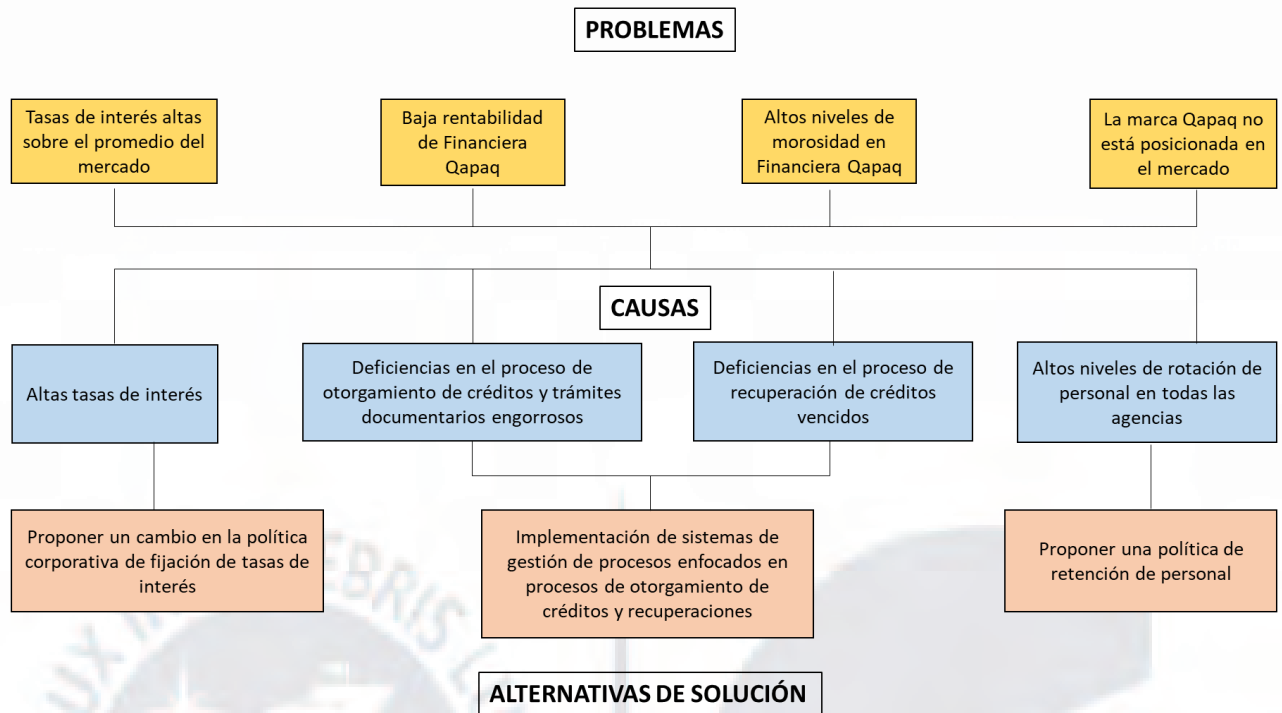 PROBLEMAS
Tasas de interés altas
sobre el promedio del
mercado
Baja rentabilidad
de Financiera
Qapaq
Altos niveles de
morosidad en
Financiera Qapaq
La marca Qapaq no
está posicionada en
el mercado
CAUSAS
Altas tasas de interés
Deficiencias en el proceso de
otorgamiento de créditos y trámites
documentarios engorrosos
Deficiencias en el proceso de
recuperación de créditos
vencidos
Altos niveles de rotación de
personal en todas las
agencias
Proponer un cambio en la política
corporativa de fijación de tasas de
interés
Implementación de sistemas de
gestión de procesos enfocados en
procesos de otorgamiento de
créditos y recuperaciones
Proponer una política de
retención de personal
ALTERNATIVAS DE SOLUCIÓN